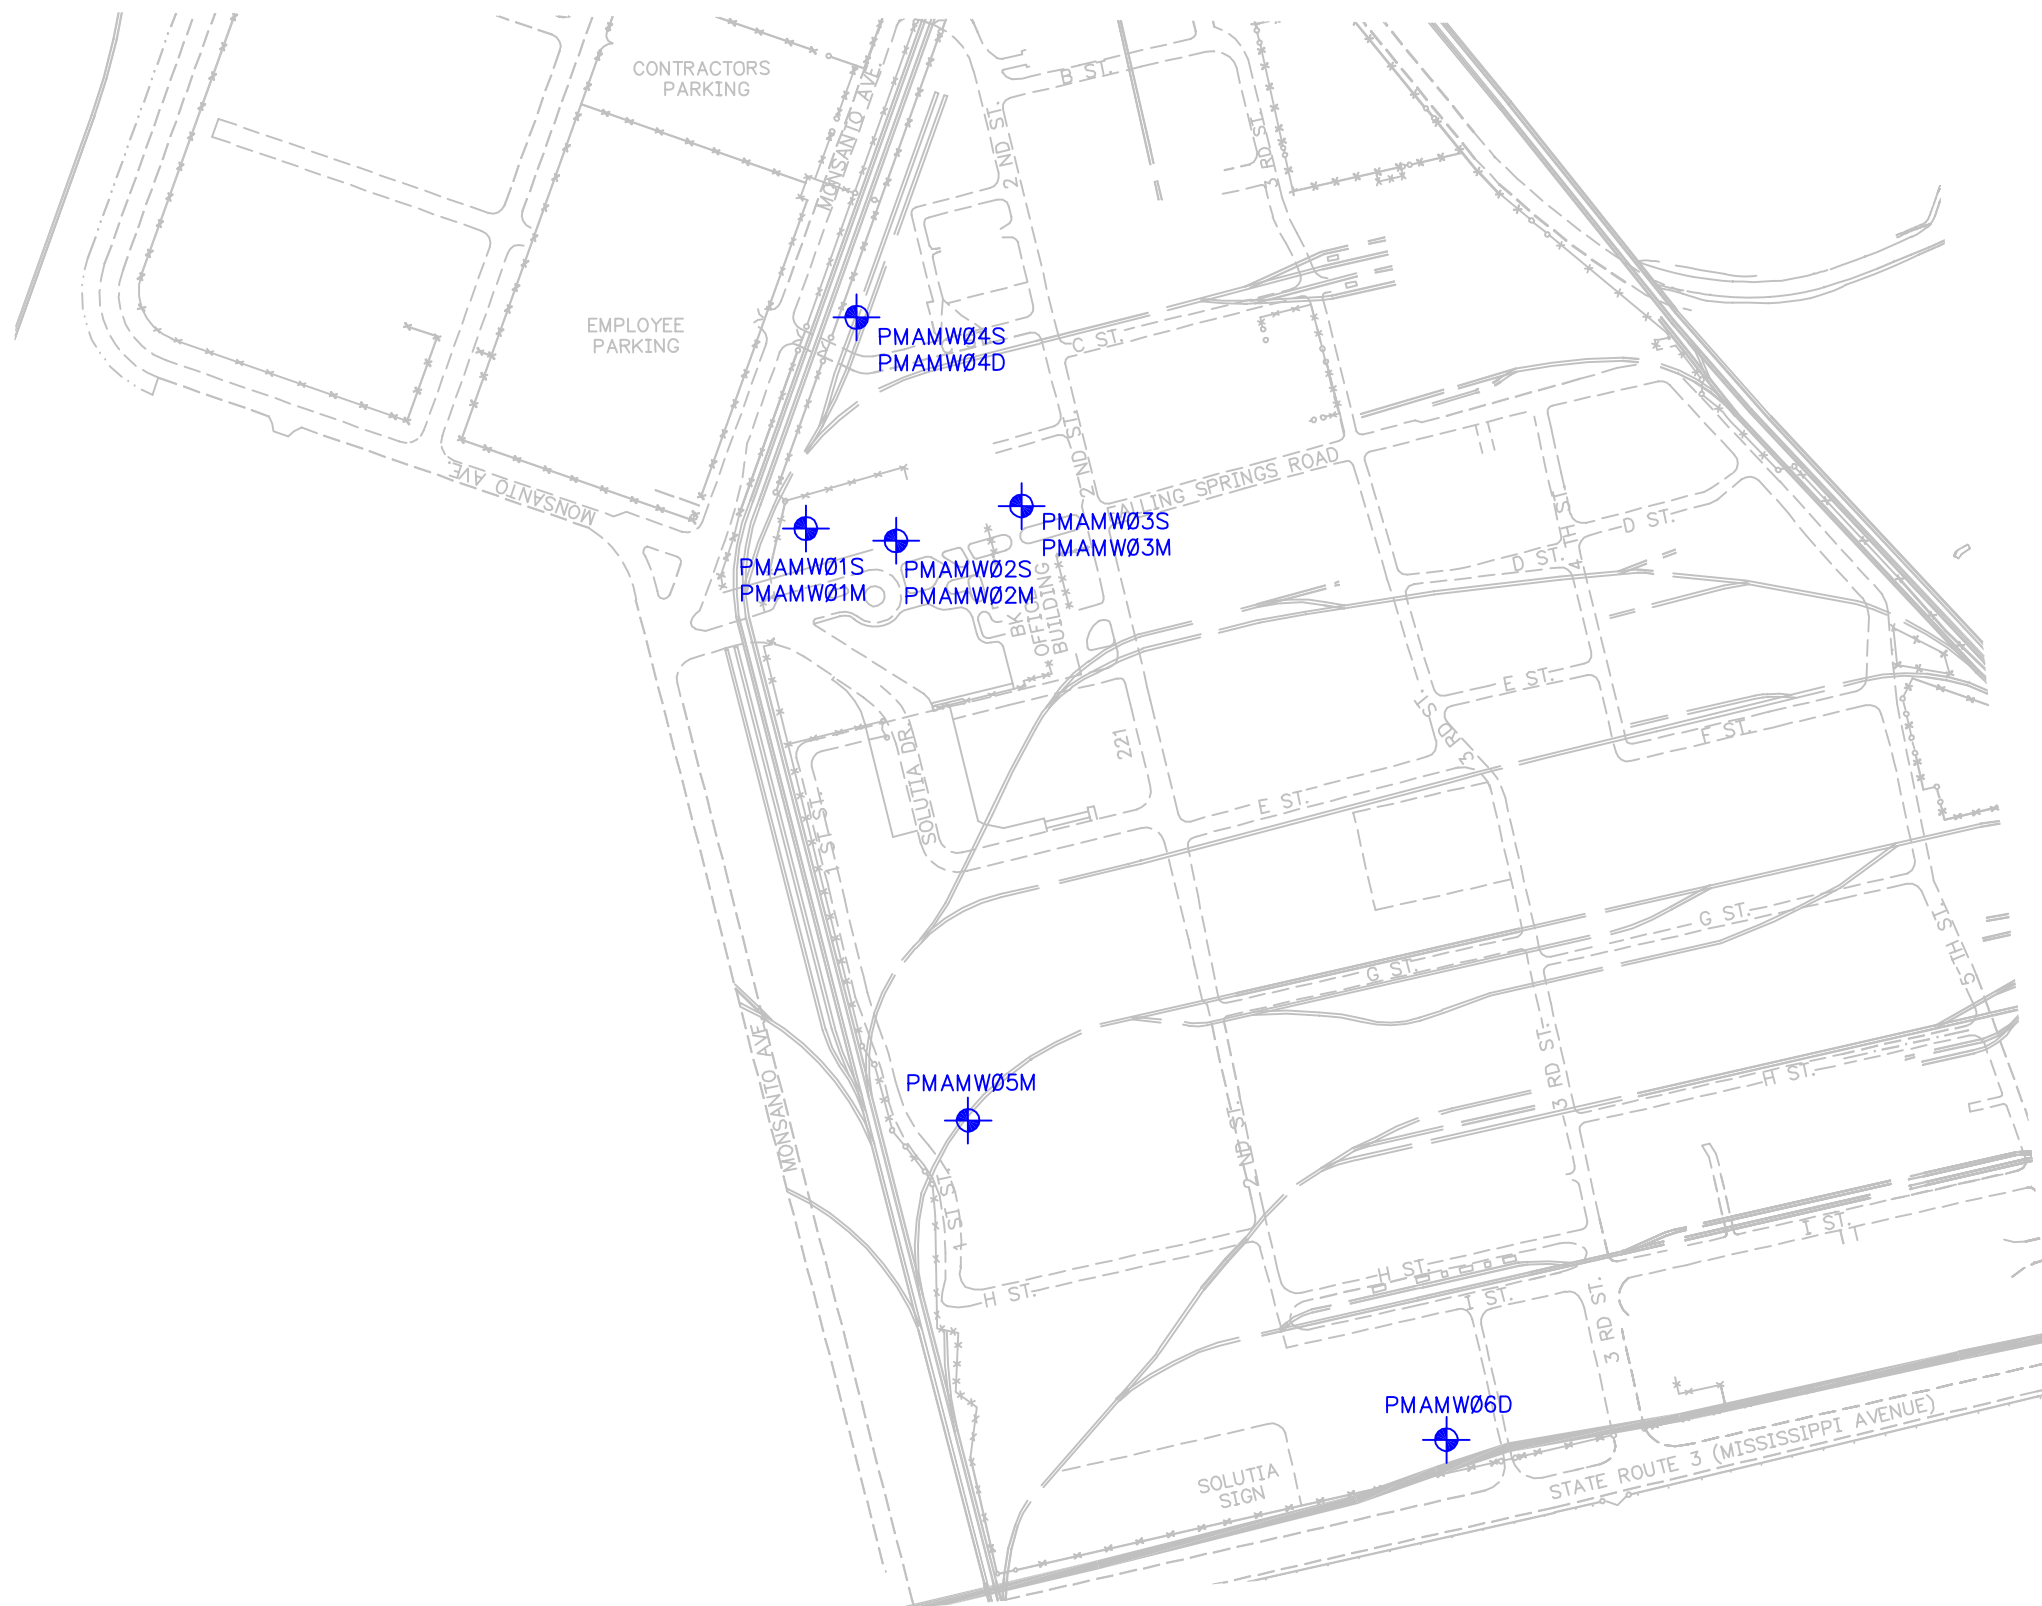 CONTRACTORS
PARKING
MONSANTO AVE.
B ST.
2 ND ST.
3 RD ST.
EMPLOYEE
PARKING
PMAMWØ4S
PMAMWØ4D
C ST.
MONSANTO AVE.
2 ND ST.
FALLING SPRINGS ROAD
PMAMWØ3S
PMAMWØ3M
4 TH ST.
D ST.
D ST.
PMAMWØ1S
PMAMWØ1M
PMAMWØ2S
PMAMWØ2M
BK
OFFICE
BUILDING
E ST.
3 RD ST.
F ST.
221
SOLUTIA DR.
E ST.
1 ST ST.
G ST.
G ST.
5 TH ST.
MONSANTO AVE
3 RD ST.
H ST.
PMAMWØ5M
2 ND ST.
1 ST ST.
I ST.
H ST.
H ST.
I ST.
3 RD ST.
PMAMWØ6D
SOLUTIA
SIGN
STATE ROUTE 3 (MISSISSIPPI AVENUE)